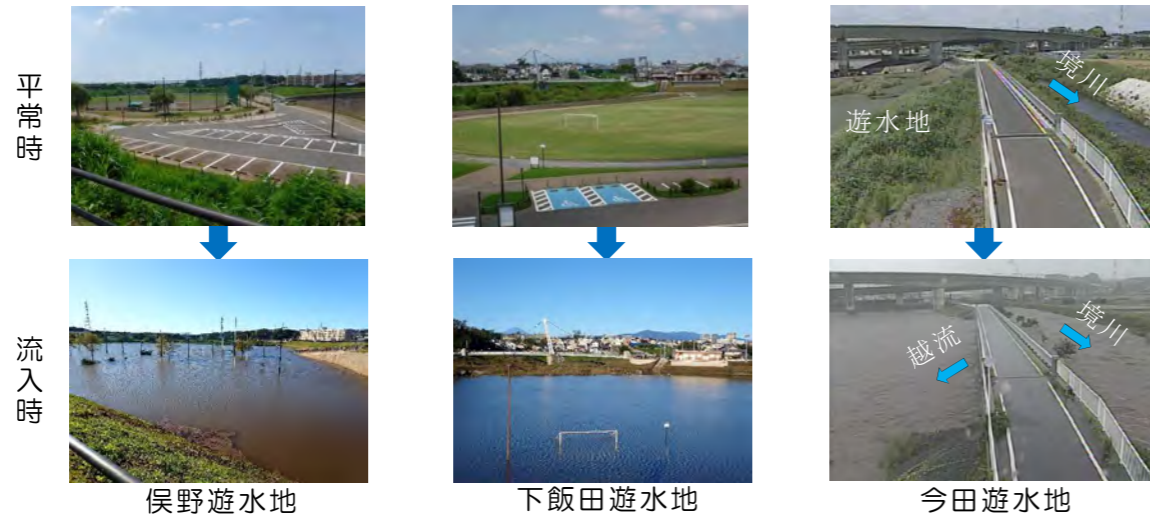 平常時
遊水地
境川
流入時
越流
境川
俣野遊水地
下飯田遊水地
今田遊水地